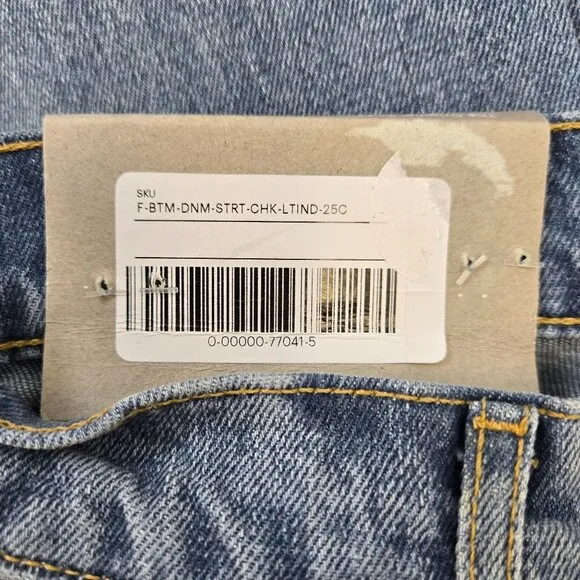 SKU
F-BTM-DNM-STRT-CHK-LTIND-25C
0-00000-77041-5